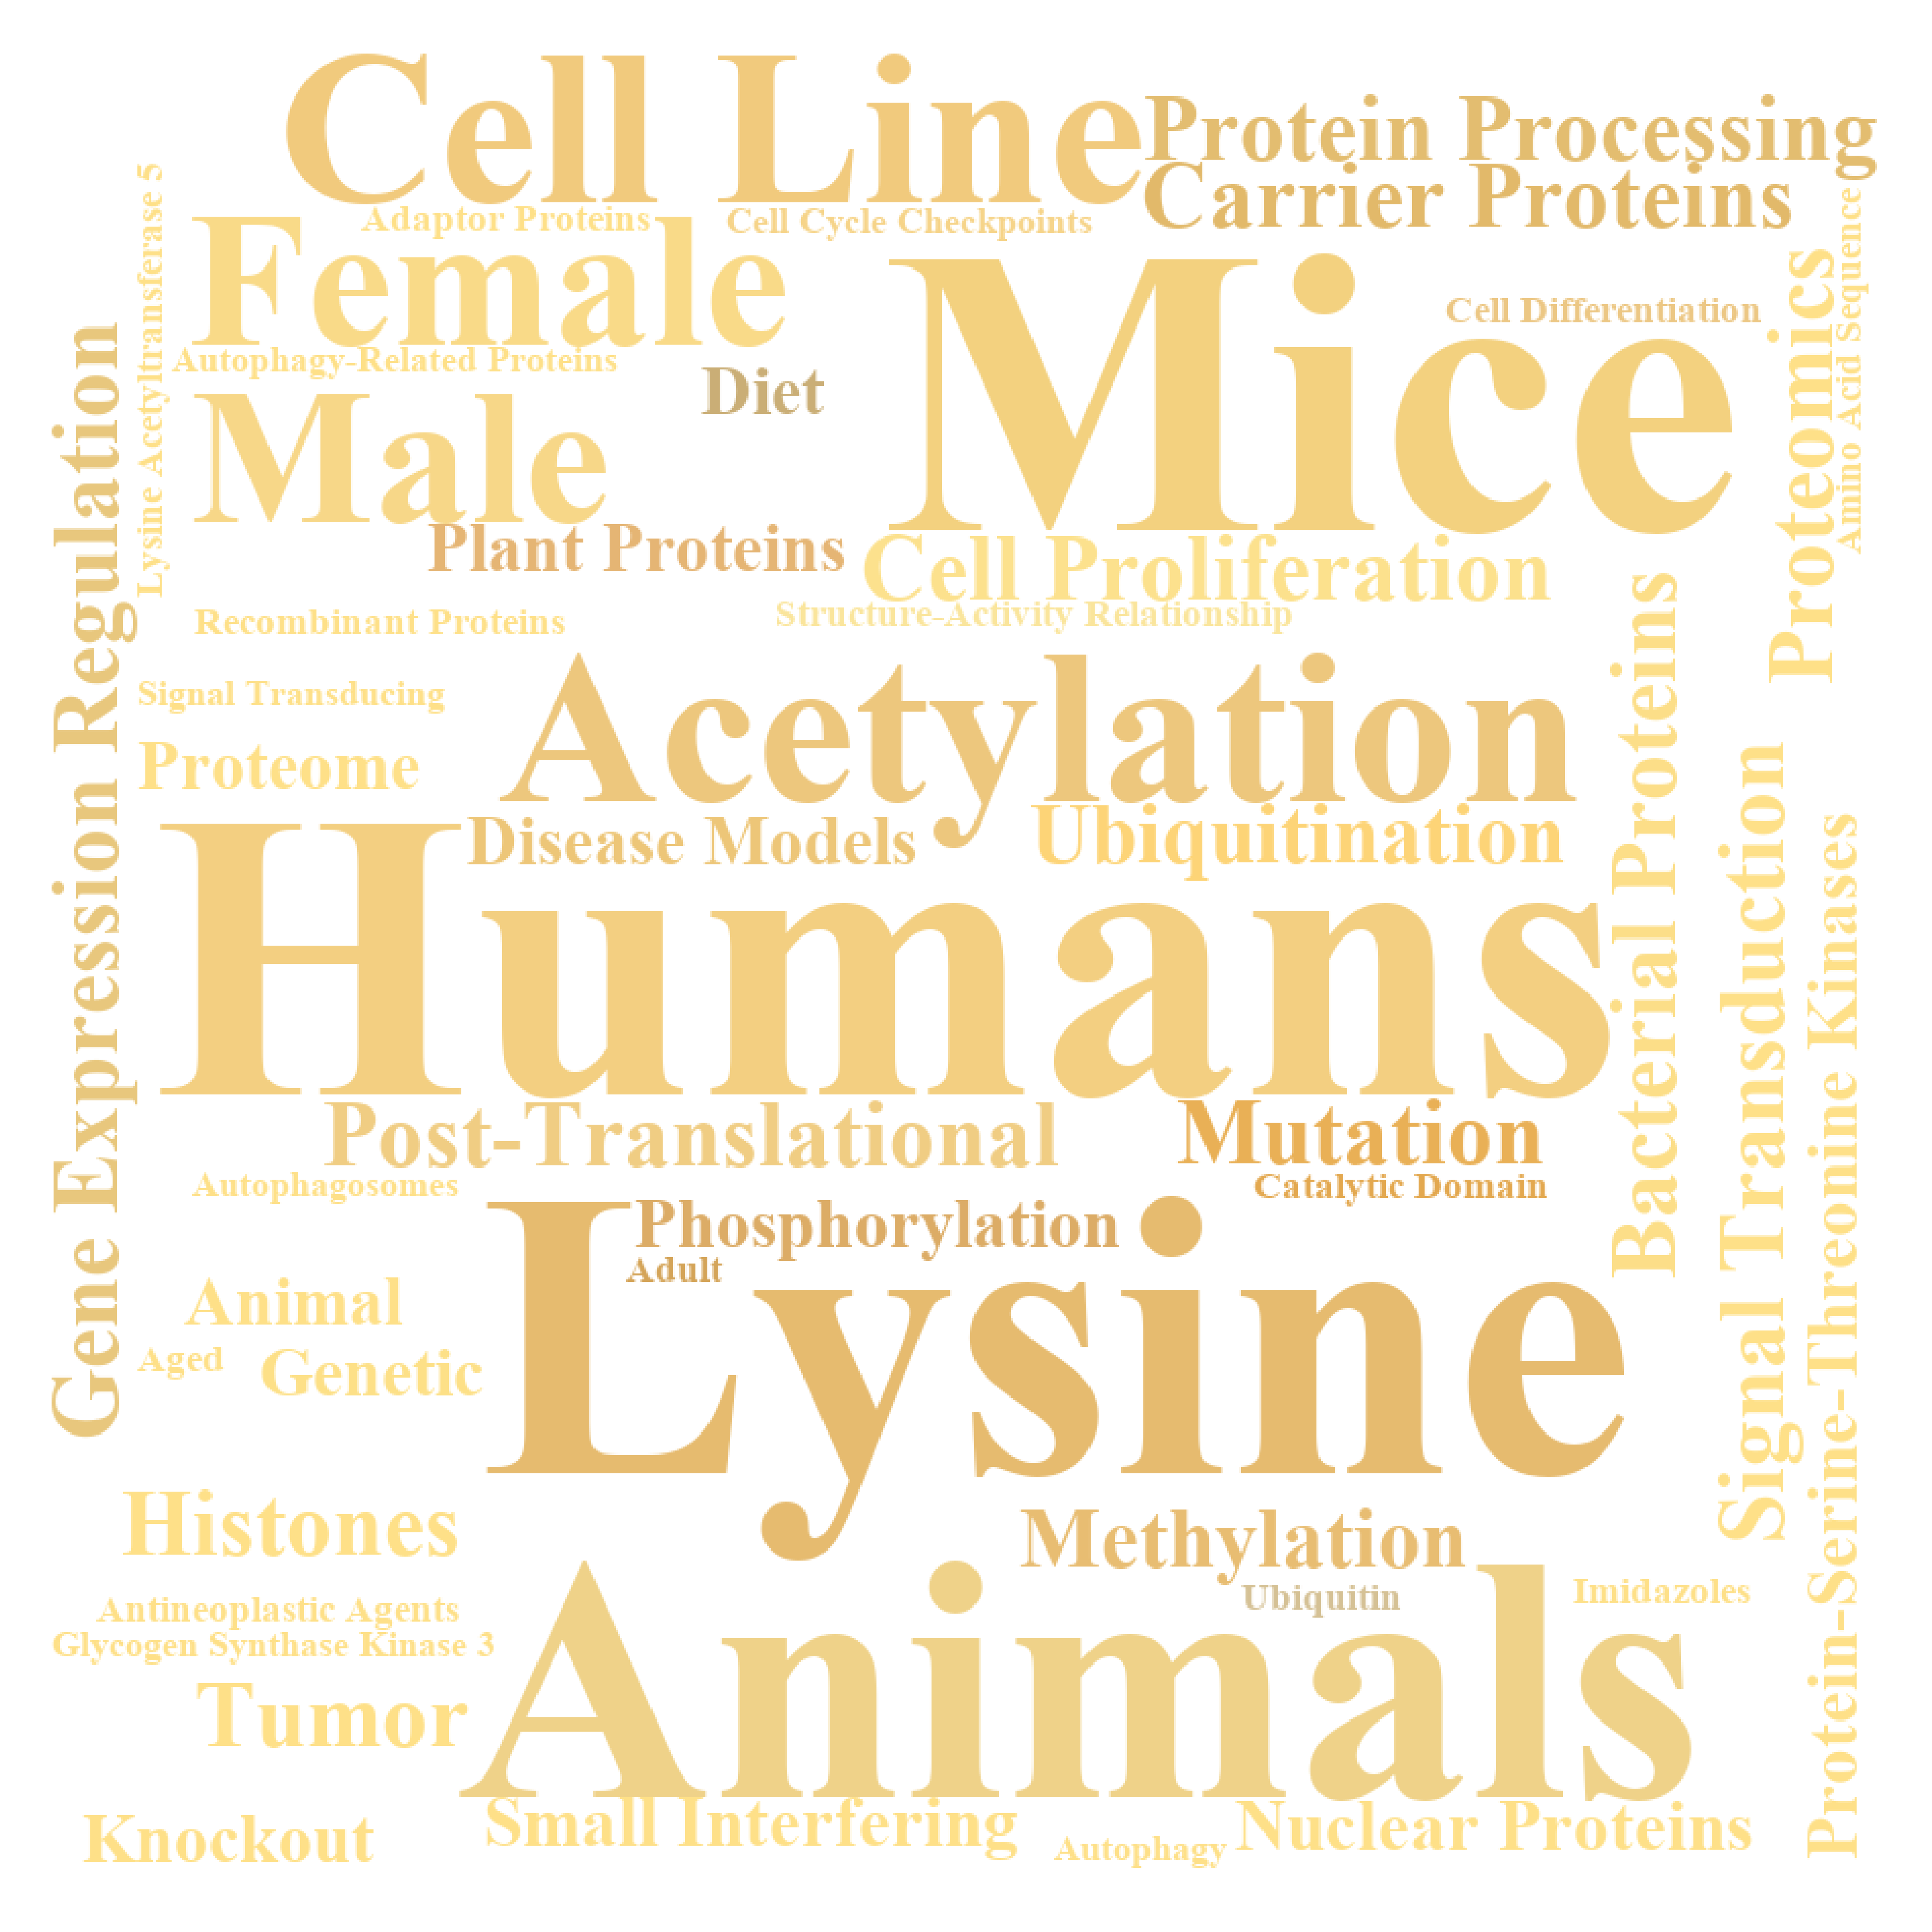 Cell Line
Protein Processing
Carrier Proteins
Adaptor Proteins
Cell Cycle Checkpoints
Lysine Acetyltransferase 5
Female
Mice
Cell Differentiation
Proteomics
Amino Acid Sequence
Autophagy-Related Proteins
Diet
Male
Gene Expression Regulation
Plant Proteins
Cell Proliferation
Structure-Activity Relationship
Recombinant Proteins
Signal Transducing
Acetylation
Bacterial Proteins
Proteome
Disease Models
Ubiquitination
Signal Transduction
Protein-Serine-Threonine Kinases
Humans
Post-Translational
Mutation
Autophagosomes
Catalytic Domain
Phosphorylation
Adult
Lysine
Animal
Aged
Genetic
Histones
Methylation
Ubiquitin
Imidazoles
Antineoplastic Agents
Glycogen Synthase Kinase 3
Animals
Tumor
Small Interfering
Nuclear Proteins
Knockout
Autophagy